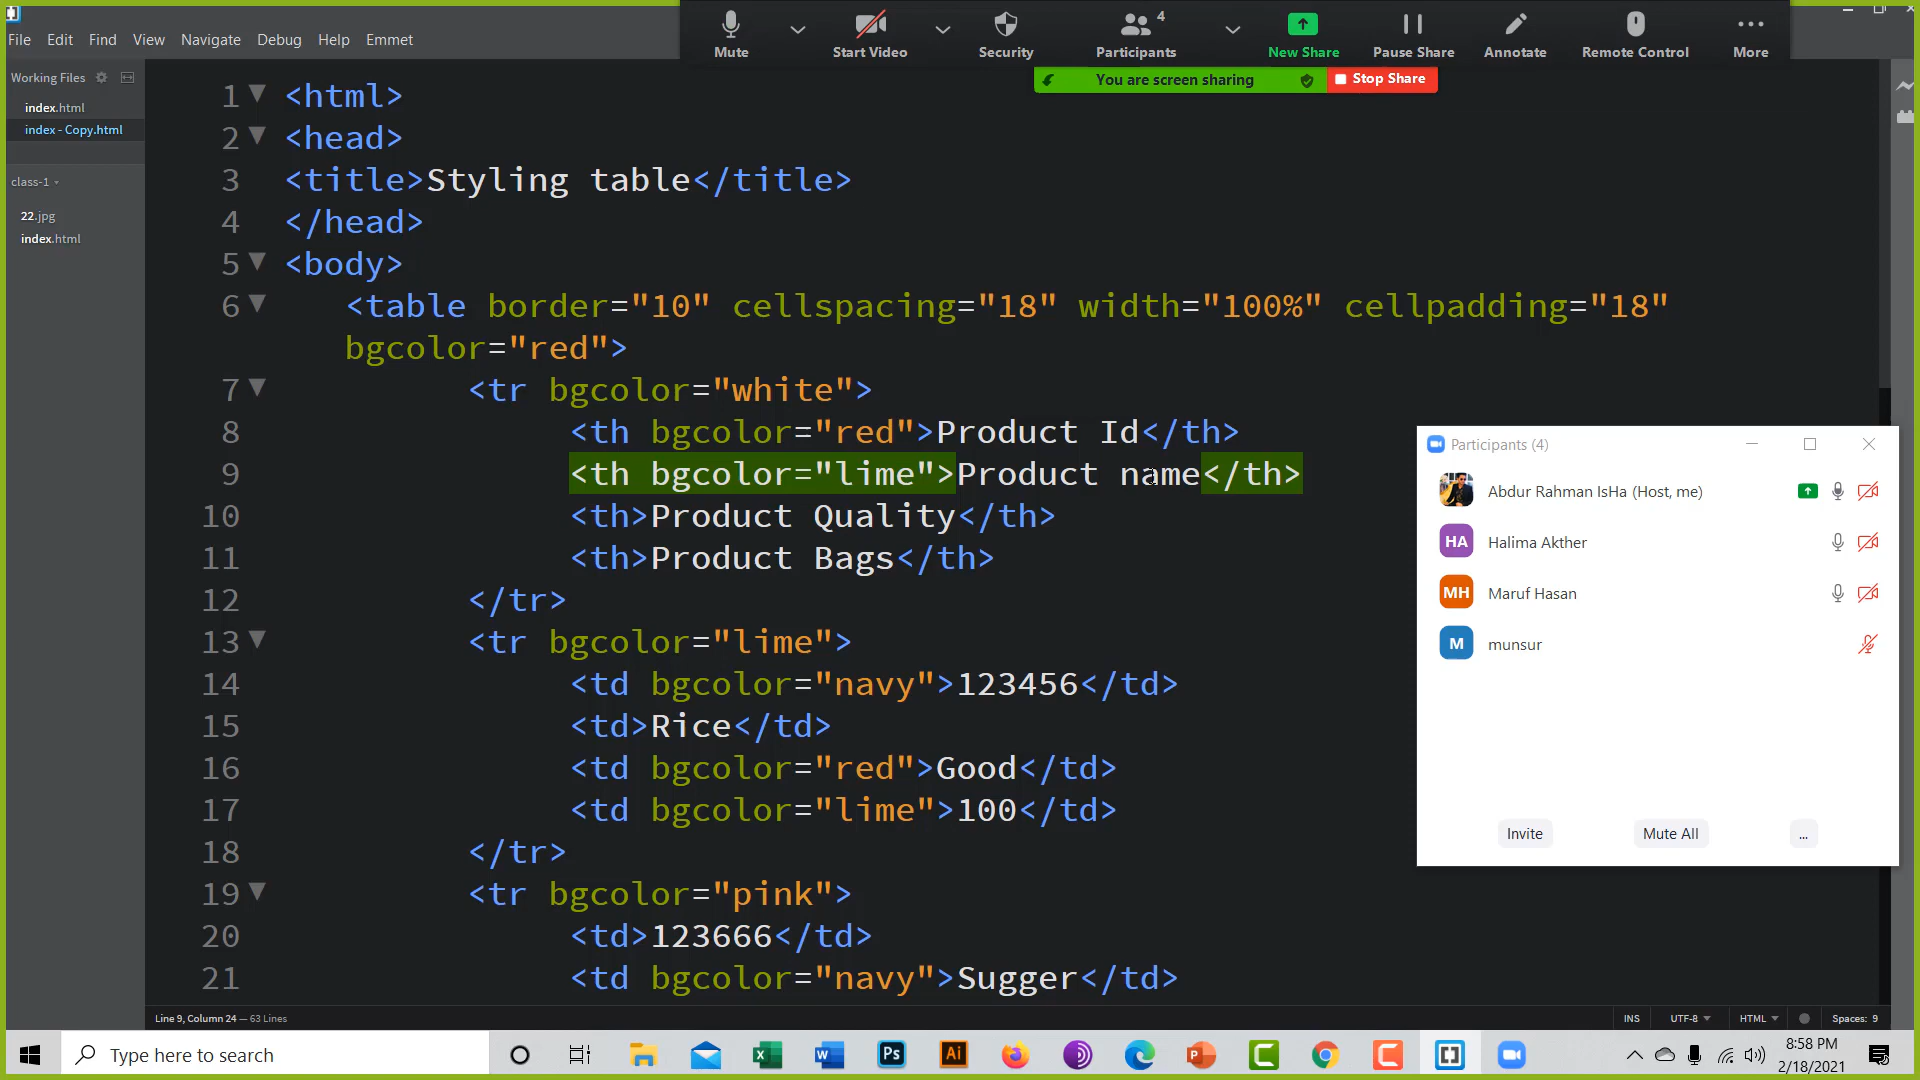 File Edit Find View Navigate Debug Help Emmet
Mute Start Video Security Participants 4 New Share Pause Share Annotate Remote Control More
You are screen sharing Stop Share
Working Files
index.html
index - Copy.html
class-1
22.jpg
index.html
1 <html>
2 <head>
3 <title>Styling table</title>
4 </head>
5 <body>
6 <table border="10" cellspacing="18" width="100%" cellpadding="18"
bgcolor="red">
7 <tr bgcolor="white">
8 <th bgcolor="red">Product Id</th>
9 <th bgcolor="lime">Product name</th>
10 <th>Product Quality</th>
11 <th>Product Bags</th>
12 </tr>
13 <tr bgcolor="lime">
14 <td bgcolor="navy">123456</td>
15 <td>Rice</td>
16 <td bgcolor="red">Good</td>
17 <td bgcolor="lime">100</td>
18 </tr>
19 <tr bgcolor="pink">
20 <td>123666</td>
21 <td bgcolor="navy">Sugger</td>
Participants (4)
Abdur Rahman IsHa (Host, me)
HA Halima Akther
MH Maruf Hasan
M munsur
Invite Mute All ...
Line 9, Column 24 — 63 Lines
INS UTF-8 HTML Spaces: 9
Type here to search
8:58 PM
2/18/2021